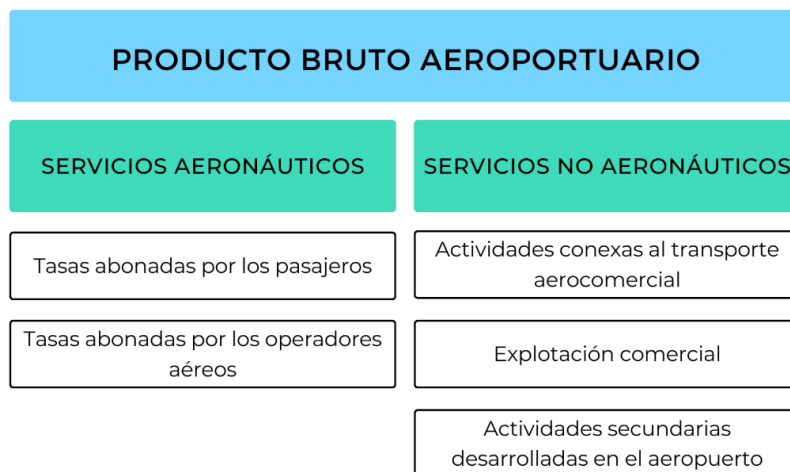 PRODUCTO BRUTO AEROPORTUARIO
SERVICIOS AERONÁUTICOS
SERVICIOS NO AERONÁUTICOS
Tasas abonadas por los pasajeros
Actividades conexas al transporte
aerocomercial
Tasas abonadas por los operadores
aéreos
Explotación comercial
Actividades secundarias
desarrolladas en el aeropuerto